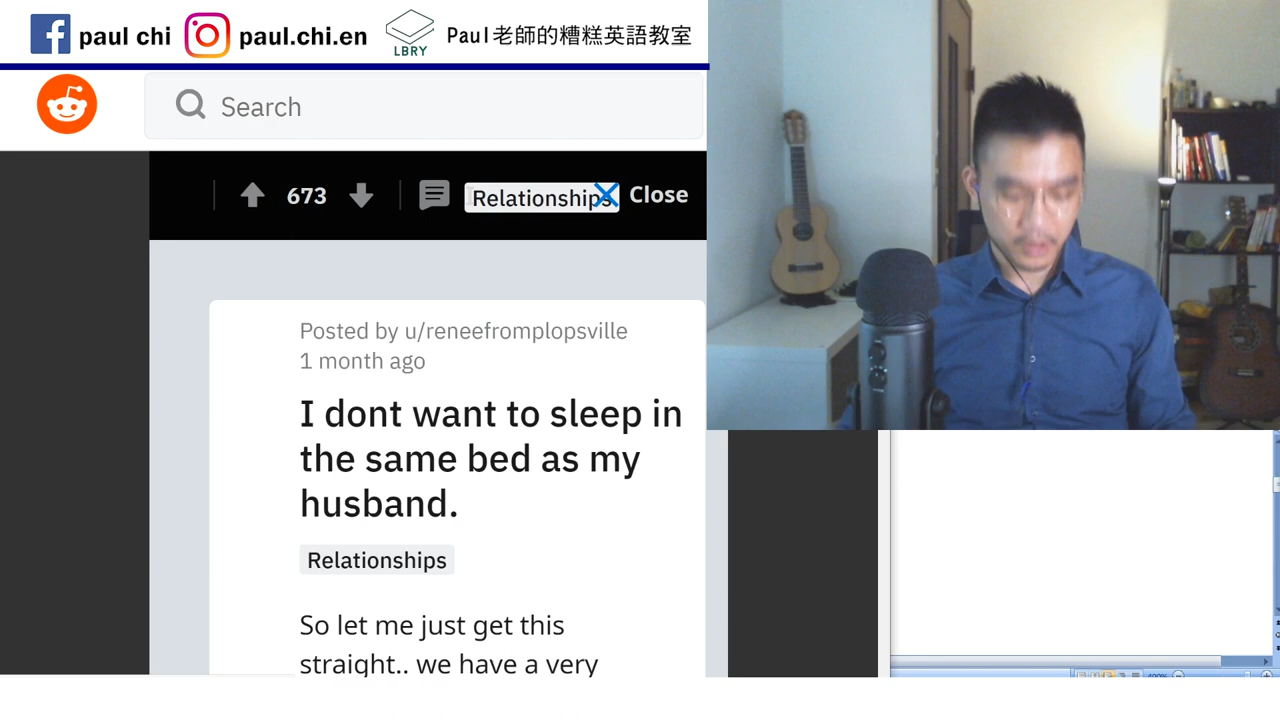 paul chi paul.chi.en LBRY Paul老師的糟糕英語教室
Search
673 Relationships Close
Posted by u/reneefromplopsville
1 month ago
I dont want to sleep in
the same bed as my
husband.
Relationships
So let me just get this
straight.. we have a very
400%